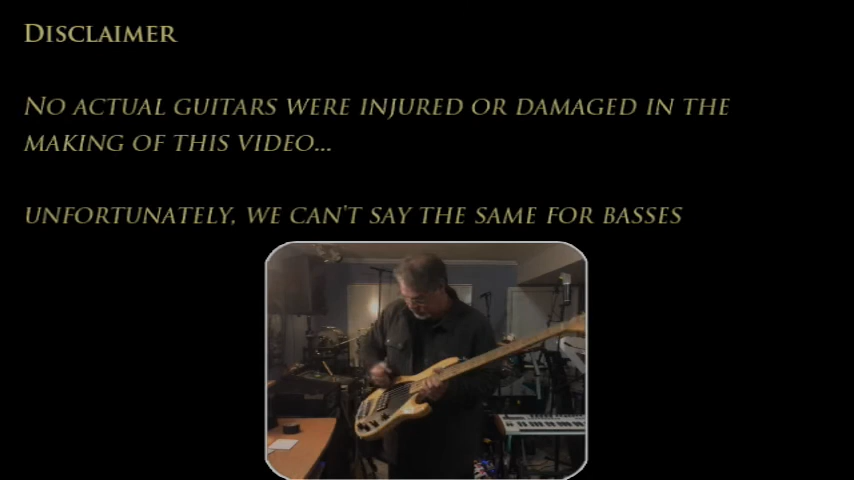 Disclaimer
No actual guitars were injured or damaged in the
making of this video...
unfortunately, we can't say the same for basses